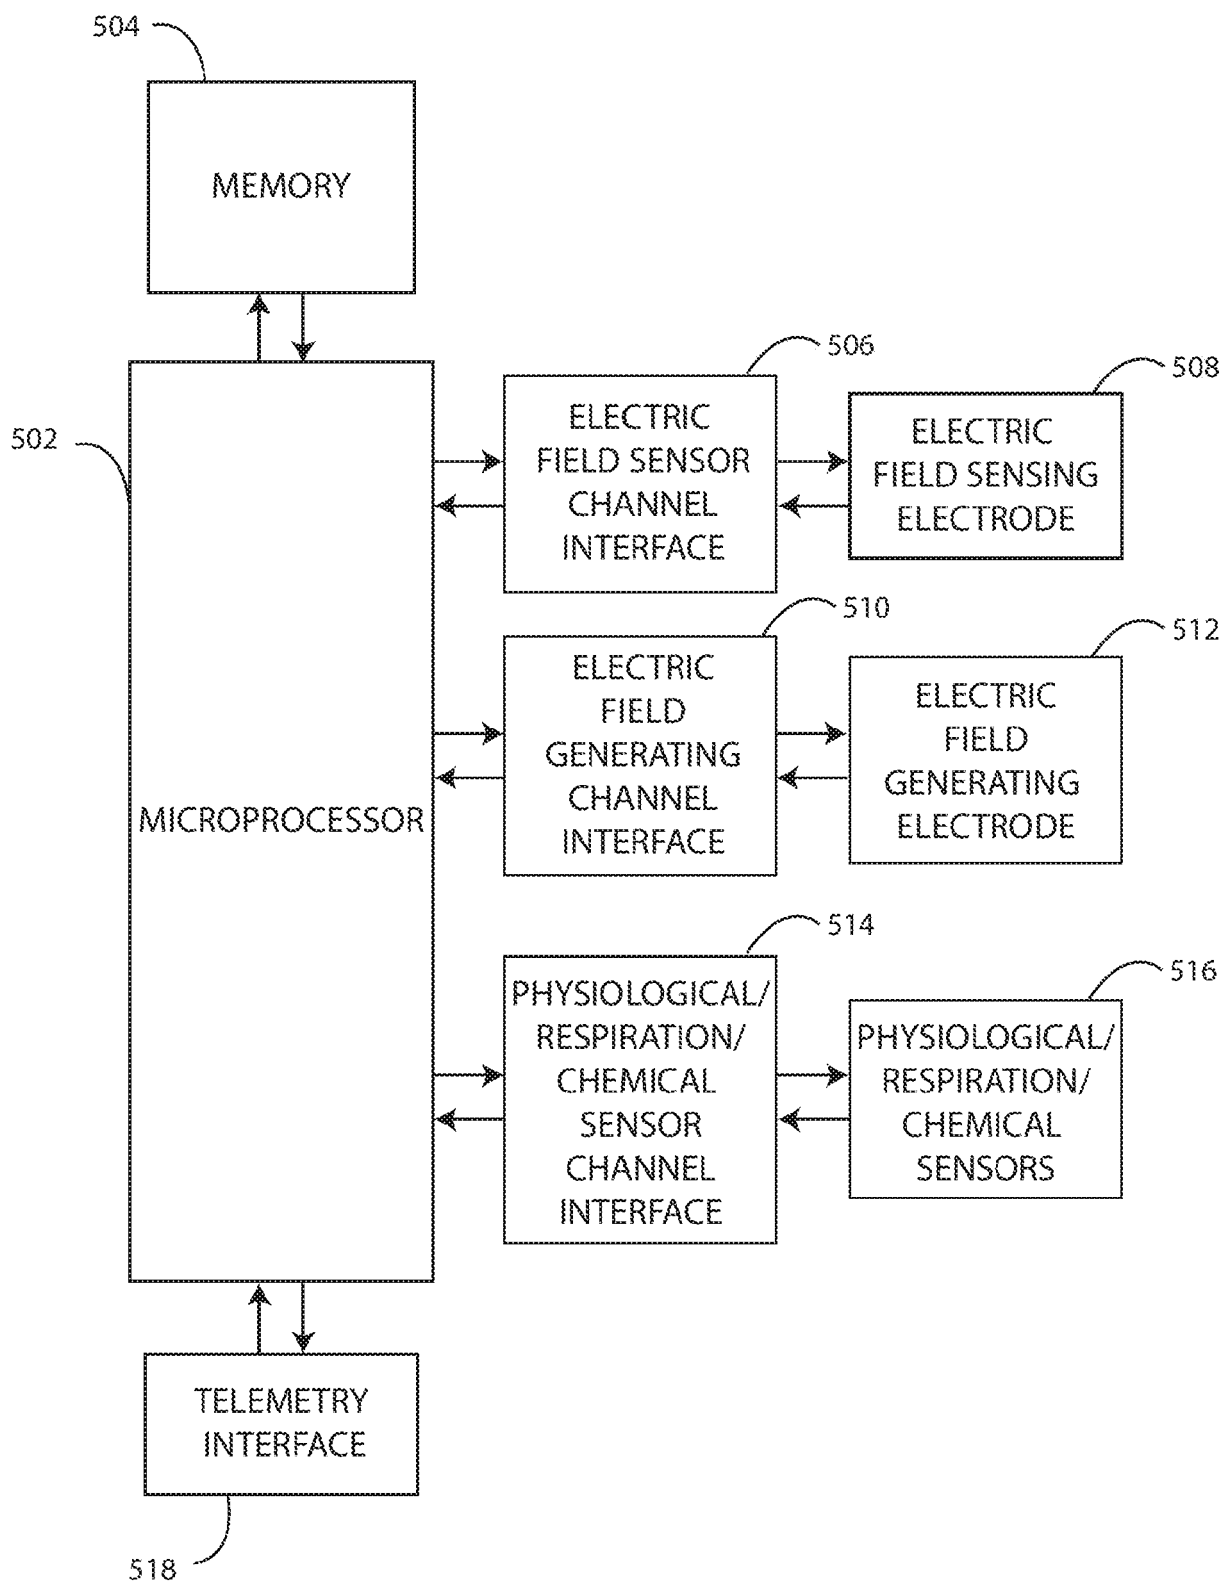 504
MEMORY
502
MICROPROCESSOR
506
ELECTRIC
FIELD SENSOR
CHANNEL
INTERFACE
508
ELECTRIC
FIELD SENSING
ELECTRODE
510
ELECTRIC
FIELD
GENERATING
CHANNEL
INTERFACE
512
ELECTRIC
FIELD
GENERATING
ELECTRODE
514
PHYSIOLOGICAL/
RESPIRATION/
CHEMICAL
SENSOR
CHANNEL
INTERFACE
516
PHYSIOLOGICAL/
RESPIRATION/
CHEMICAL
SENSORS
TELEMETRY
INTERFACE
518